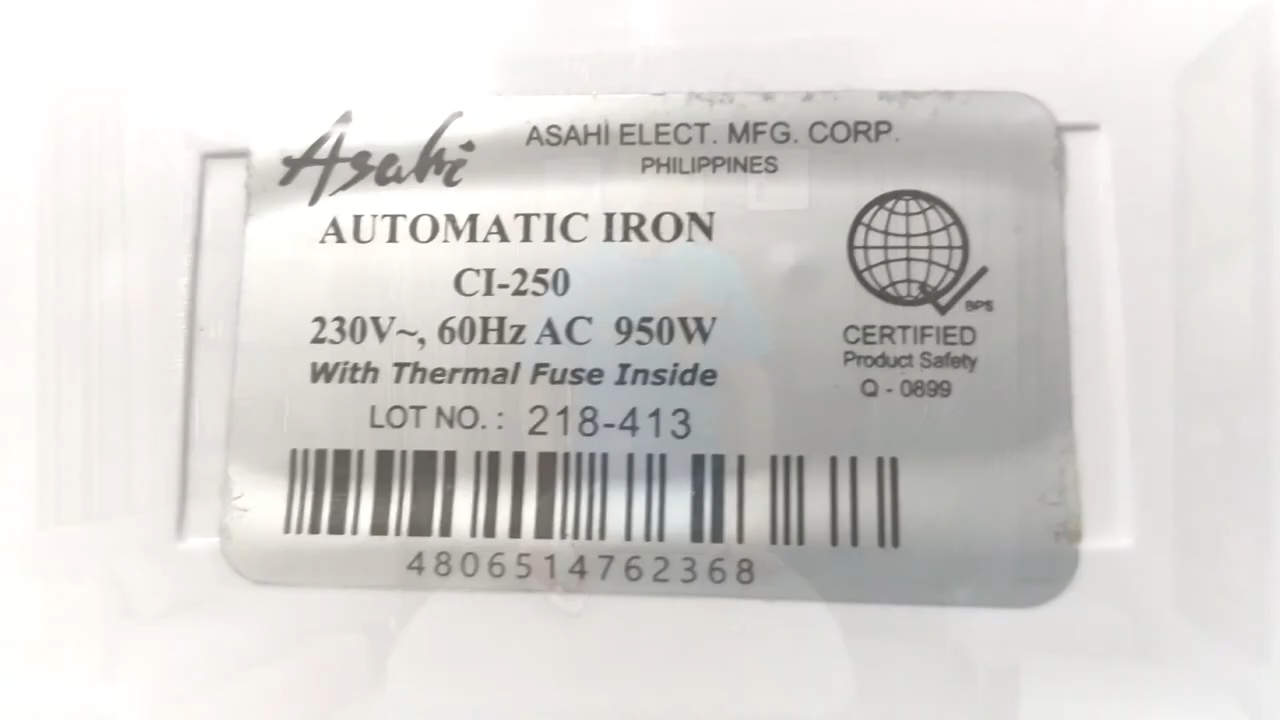 Asahi
ASAHI ELECT. MFG. CORP.
PHILIPPINES
AUTOMATIC IRON
CI-250
230V~, 60Hz AC 950W
With Thermal Fuse Inside
LOT NO. : 218-413
BPS
CERTIFIED
Product Safety
Q - 0899
4806514762368